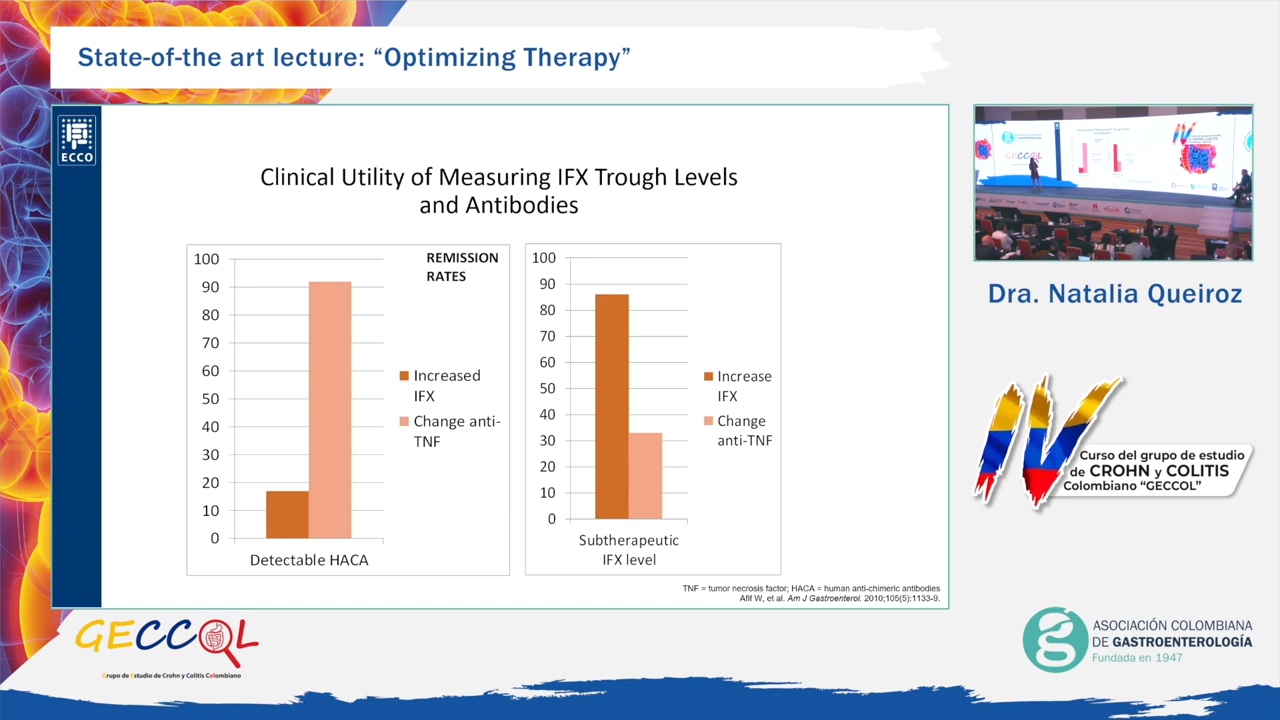 State-of-the art lecture: “Optimizing Therapy”
ECCO
Clinical Utility of Measuring IFX Trough Levels
and Antibodies
REMISSION
RATES
100
90
80
70
60
50
40
30
20
10
0
Detectable HACA
Increased
IFX
Change anti-
TNF
100
90
80
70
60
50
40
30
20
10
0
Subtherapeutic
IFX level
Increase
IFX
Change
anti-TNF
TNF = tumor necrosis factor; HACA = human anti-chimeric antibodies
Afif W, et al. Am J Gastroenterol. 2010;105(5):1133-9.
Dra. Natalia Queiroz
IV
Curso del grupo de estudio
de CROHN y COLITIS
Colombiano “GECCOL”
GECCOL
Grupo de Estudio de Crohn y Colitis Colombiano
ASOCIACIÓN COLOMBIANA
DE GASTROENTEROLOGÍA
Fundada en 1947